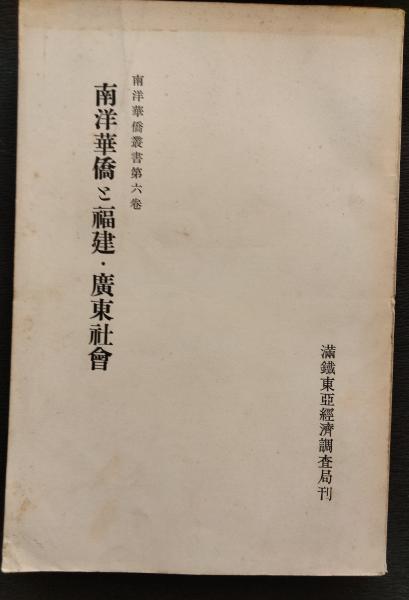 南洋華僑叢書第六卷
南洋華僑と福建・廣東社會
滿鐵東亞經濟調査局刊